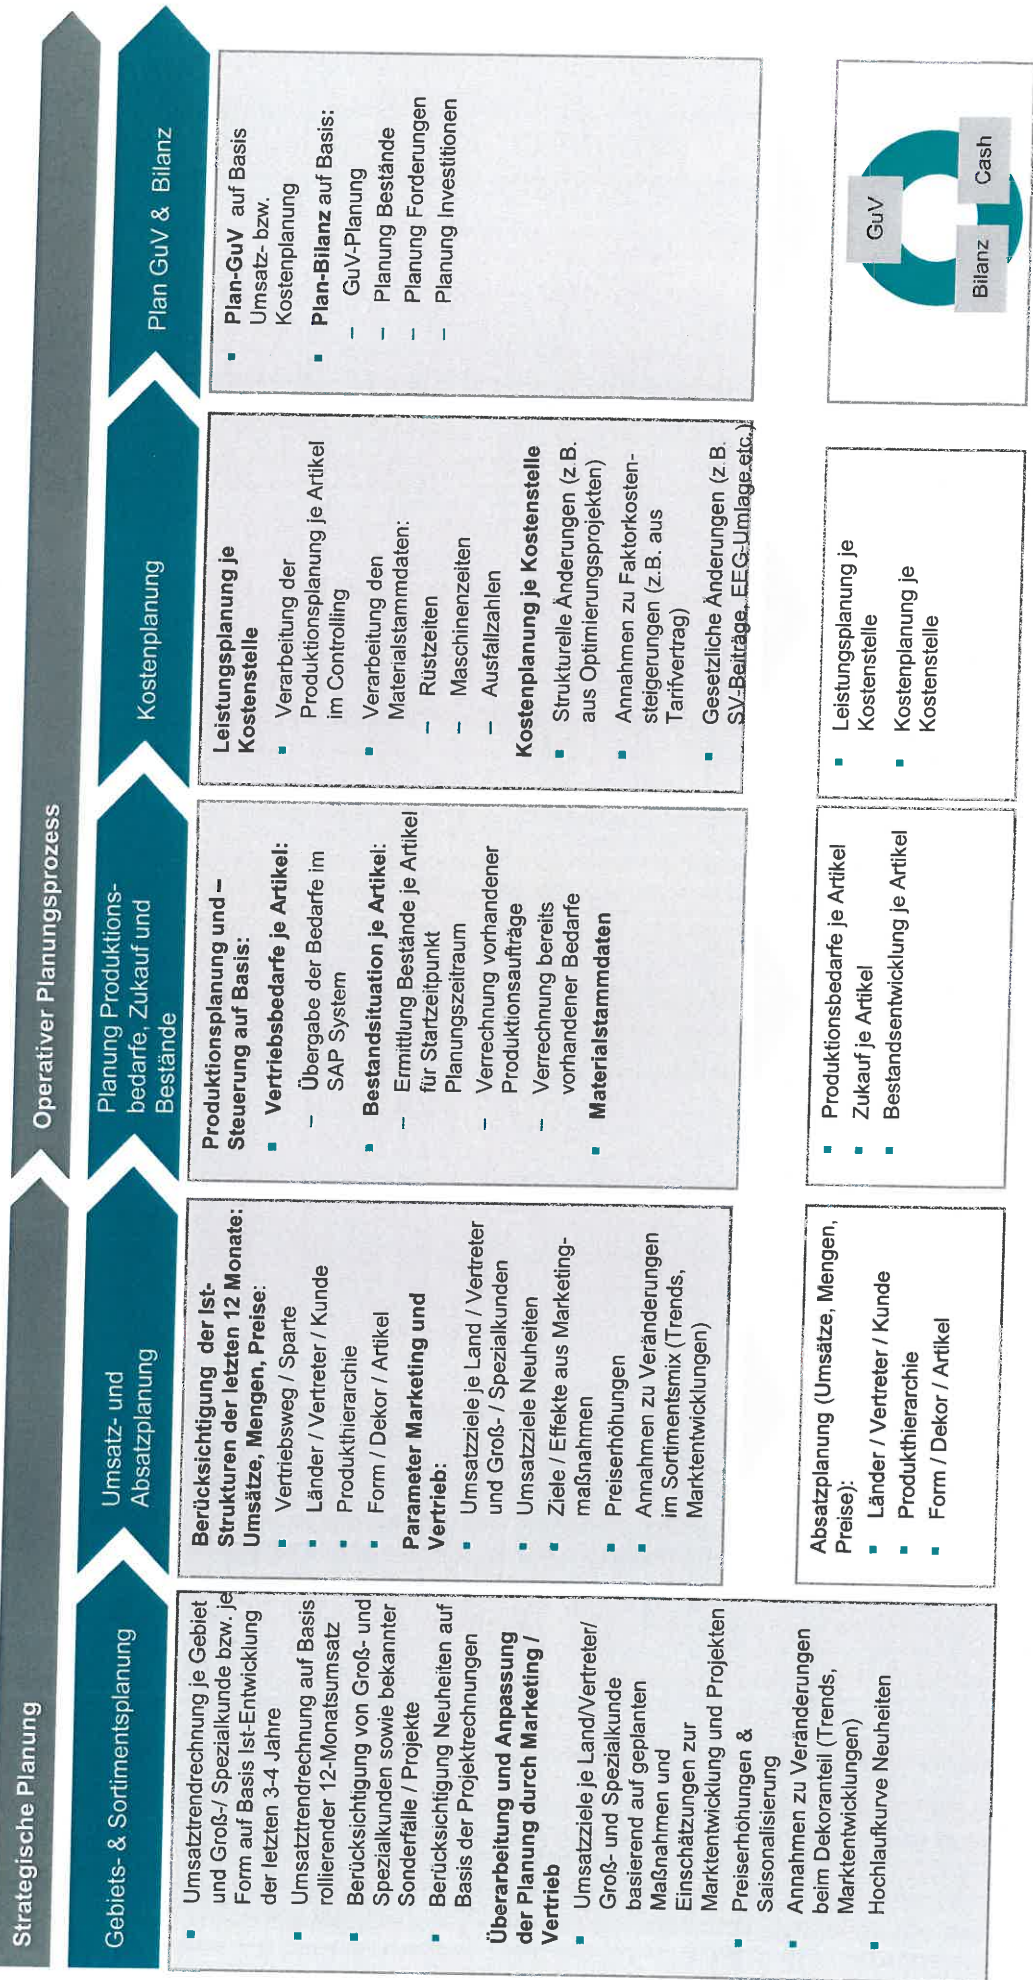 Strategische Planung
Operativer Planungsprozess
Gebiets- & Sortimentsplanung
Umsatz- und
Absatzplanung
Planung Produktions-
bedarfe, Zukauf und
Bestände
Kostenplanung
Plan GuV & Bilanz
▪ Umsatztrendrechnung je Gebiet
und Groß-/ Spezialkunde bzw. je
Form auf Basis Ist-Entwicklung
der letzten 3-4 Jahre
▪ Umsatztrendrechnung auf Basis
rollierender 12-Monatsumsatz
▪ Berücksichtigung von Groß- und
Spezialkunden sowie bekannter
Sonderfälle / Projekte
▪ Berücksichtigung Neuheiten auf
Basis der Projektrechnungen
Überarbeitung und Anpassung
der Planung durch Marketing /
Vertrieb
▪ Umsatzziele je Land/Vertreter/
Groß- und Spezialkunde
basierend auf geplanten
Maßnahmen und
Einschätzungen zur
Marktentwicklung und Projekten
▪ Preiserhöhungen &
Saisonalisierung
▪ Annahmen zu Veränderungen
beim Dekoranteil (Trends,
Marktentwicklungen)
▪ Hochlaufkurve Neuheiten
Berücksichtigung der Ist-
Strukturen der letzten 12 Monate:
Umsätze, Mengen, Preise:
▪ Vertriebsweg / Sparte
▪ Länder / Vertreter / Kunde
▪ Produkthierarchie
▪ Form / Dekor / Artikel
Parameter Marketing und
Vertrieb:
▪ Umsatzziele je Land / Vertreter
und Groß- / Spezialkunden
▪ Umsatzziele Neuheiten
▪ Ziele / Effekte aus Marketing-
maßnahmen
▪ Preiserhöhungen
▪ Annahmen zu Veränderungen
im Sortimentsmix (Trends,
Marktentwicklungen)
Produktionsplanung und –
Steuerung auf Basis:
▪ Vertriebsbedarfe je Artikel:
– Übergabe der Bedarfe im
SAP System
▪ Bestandsituation je Artikel:
– Ermittlung Bestände je Artikel
für Startzeitpunkt
Planungszeitraum
– Verrechnung vorhandener
Produktionsaufträge
– Verrechnung bereits
vorhandener Bedarfe
▪ Materialstammdaten
Leistungsplanung je
Kostenstelle
▪ Verarbeitung der
Produktionsplanung je Artikel
im Controlling
▪ Verarbeitung den
Materialstammdaten:
– Rüstzeiten
– Maschinenzeiten
– Ausfallzahlen
Kostenplanung je Kostenstelle
▪ Strukturelle Änderungen (z.B.
aus Optimierungsprojekten)
▪ Annahmen zu Faktorkosten-
steigerungen (z.B. aus
Tarifvertrag)
▪ Gesetzliche Änderungen (z.B.
SV-Beiträge, EEG-Umlage etc.)
▪ Plan-GuV auf Basis
Umsatz- bzw.
Kostenplanung
▪ Plan-Bilanz auf Basis:
– GuV-Planung
– Planung Bestände
– Planung Forderungen
– Planung Investitionen
Absatzplanung (Umsätze, Mengen,
Preise):
▪ Länder / Vertreter / Kunde
▪ Produkthierarchie
▪ Form / Dekor / Artikel
▪ Produktionsbedarfe je Artikel
▪ Zukauf je Artikel
▪ Bestandsentwicklung je Artikel
▪ Leistungsplanung je
Kostenstelle
▪ Kostenplanung je
Kostenstelle
GuV
Bilanz
Cash